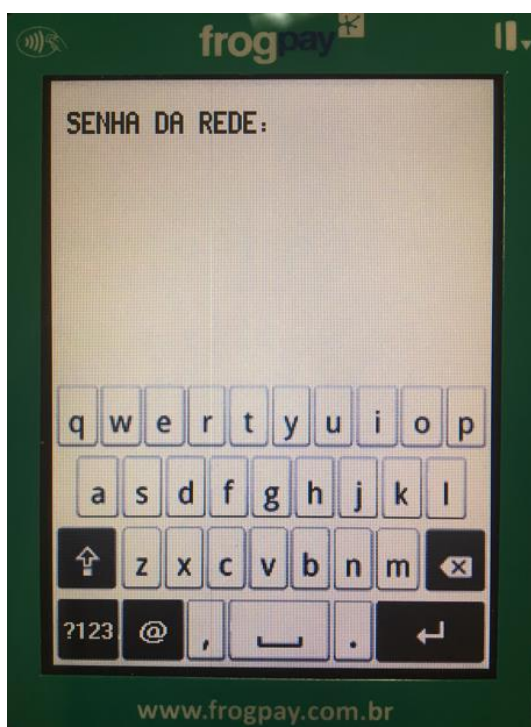 frogpay
SENHA DA REDE:
q w e r t y u i o p
a s d f g h j k l
z x c v b n m
?123 @ , .
www.frogpay.com.br